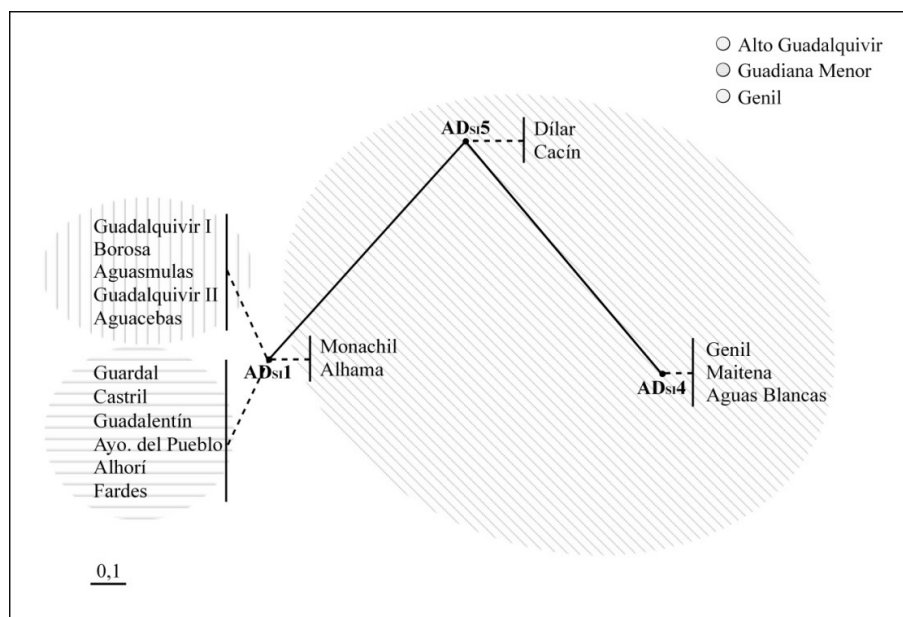 Alto Guadalquivir
Guadiana Menor
Genil
ADSI5
Dílar
Cacín
Guadalquivir I
Borosa
Aguasmulas
Guadalquivir II
Aguacebas
Monachil
Alhama
ADSI1
Guardal
Castril
Guadalentín
Ayo. del Pueblo
Alhorí
Fardes
Genil
Maitena
Aguas Blancas
ADSI4
0,1